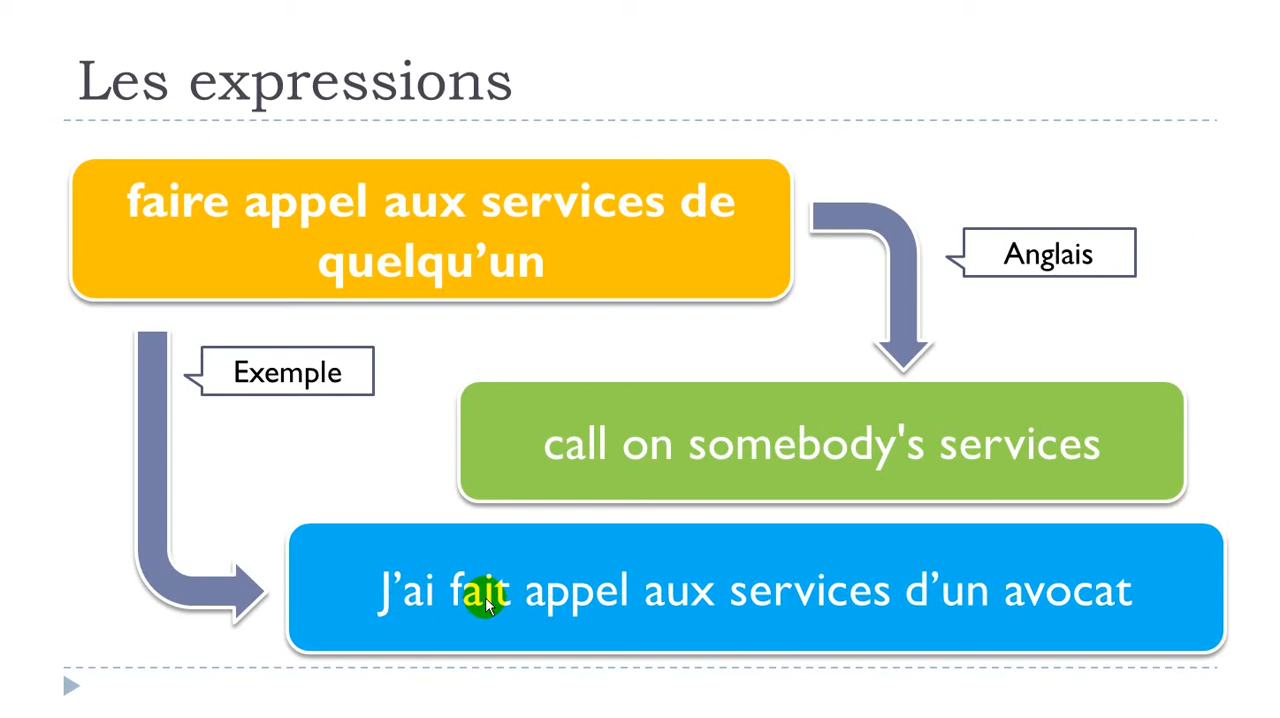 Les expressions
faire appel aux services de
quelqu’un
Anglais
Exemple
call on somebody's services
J’ai fait appel aux services d’un avocat